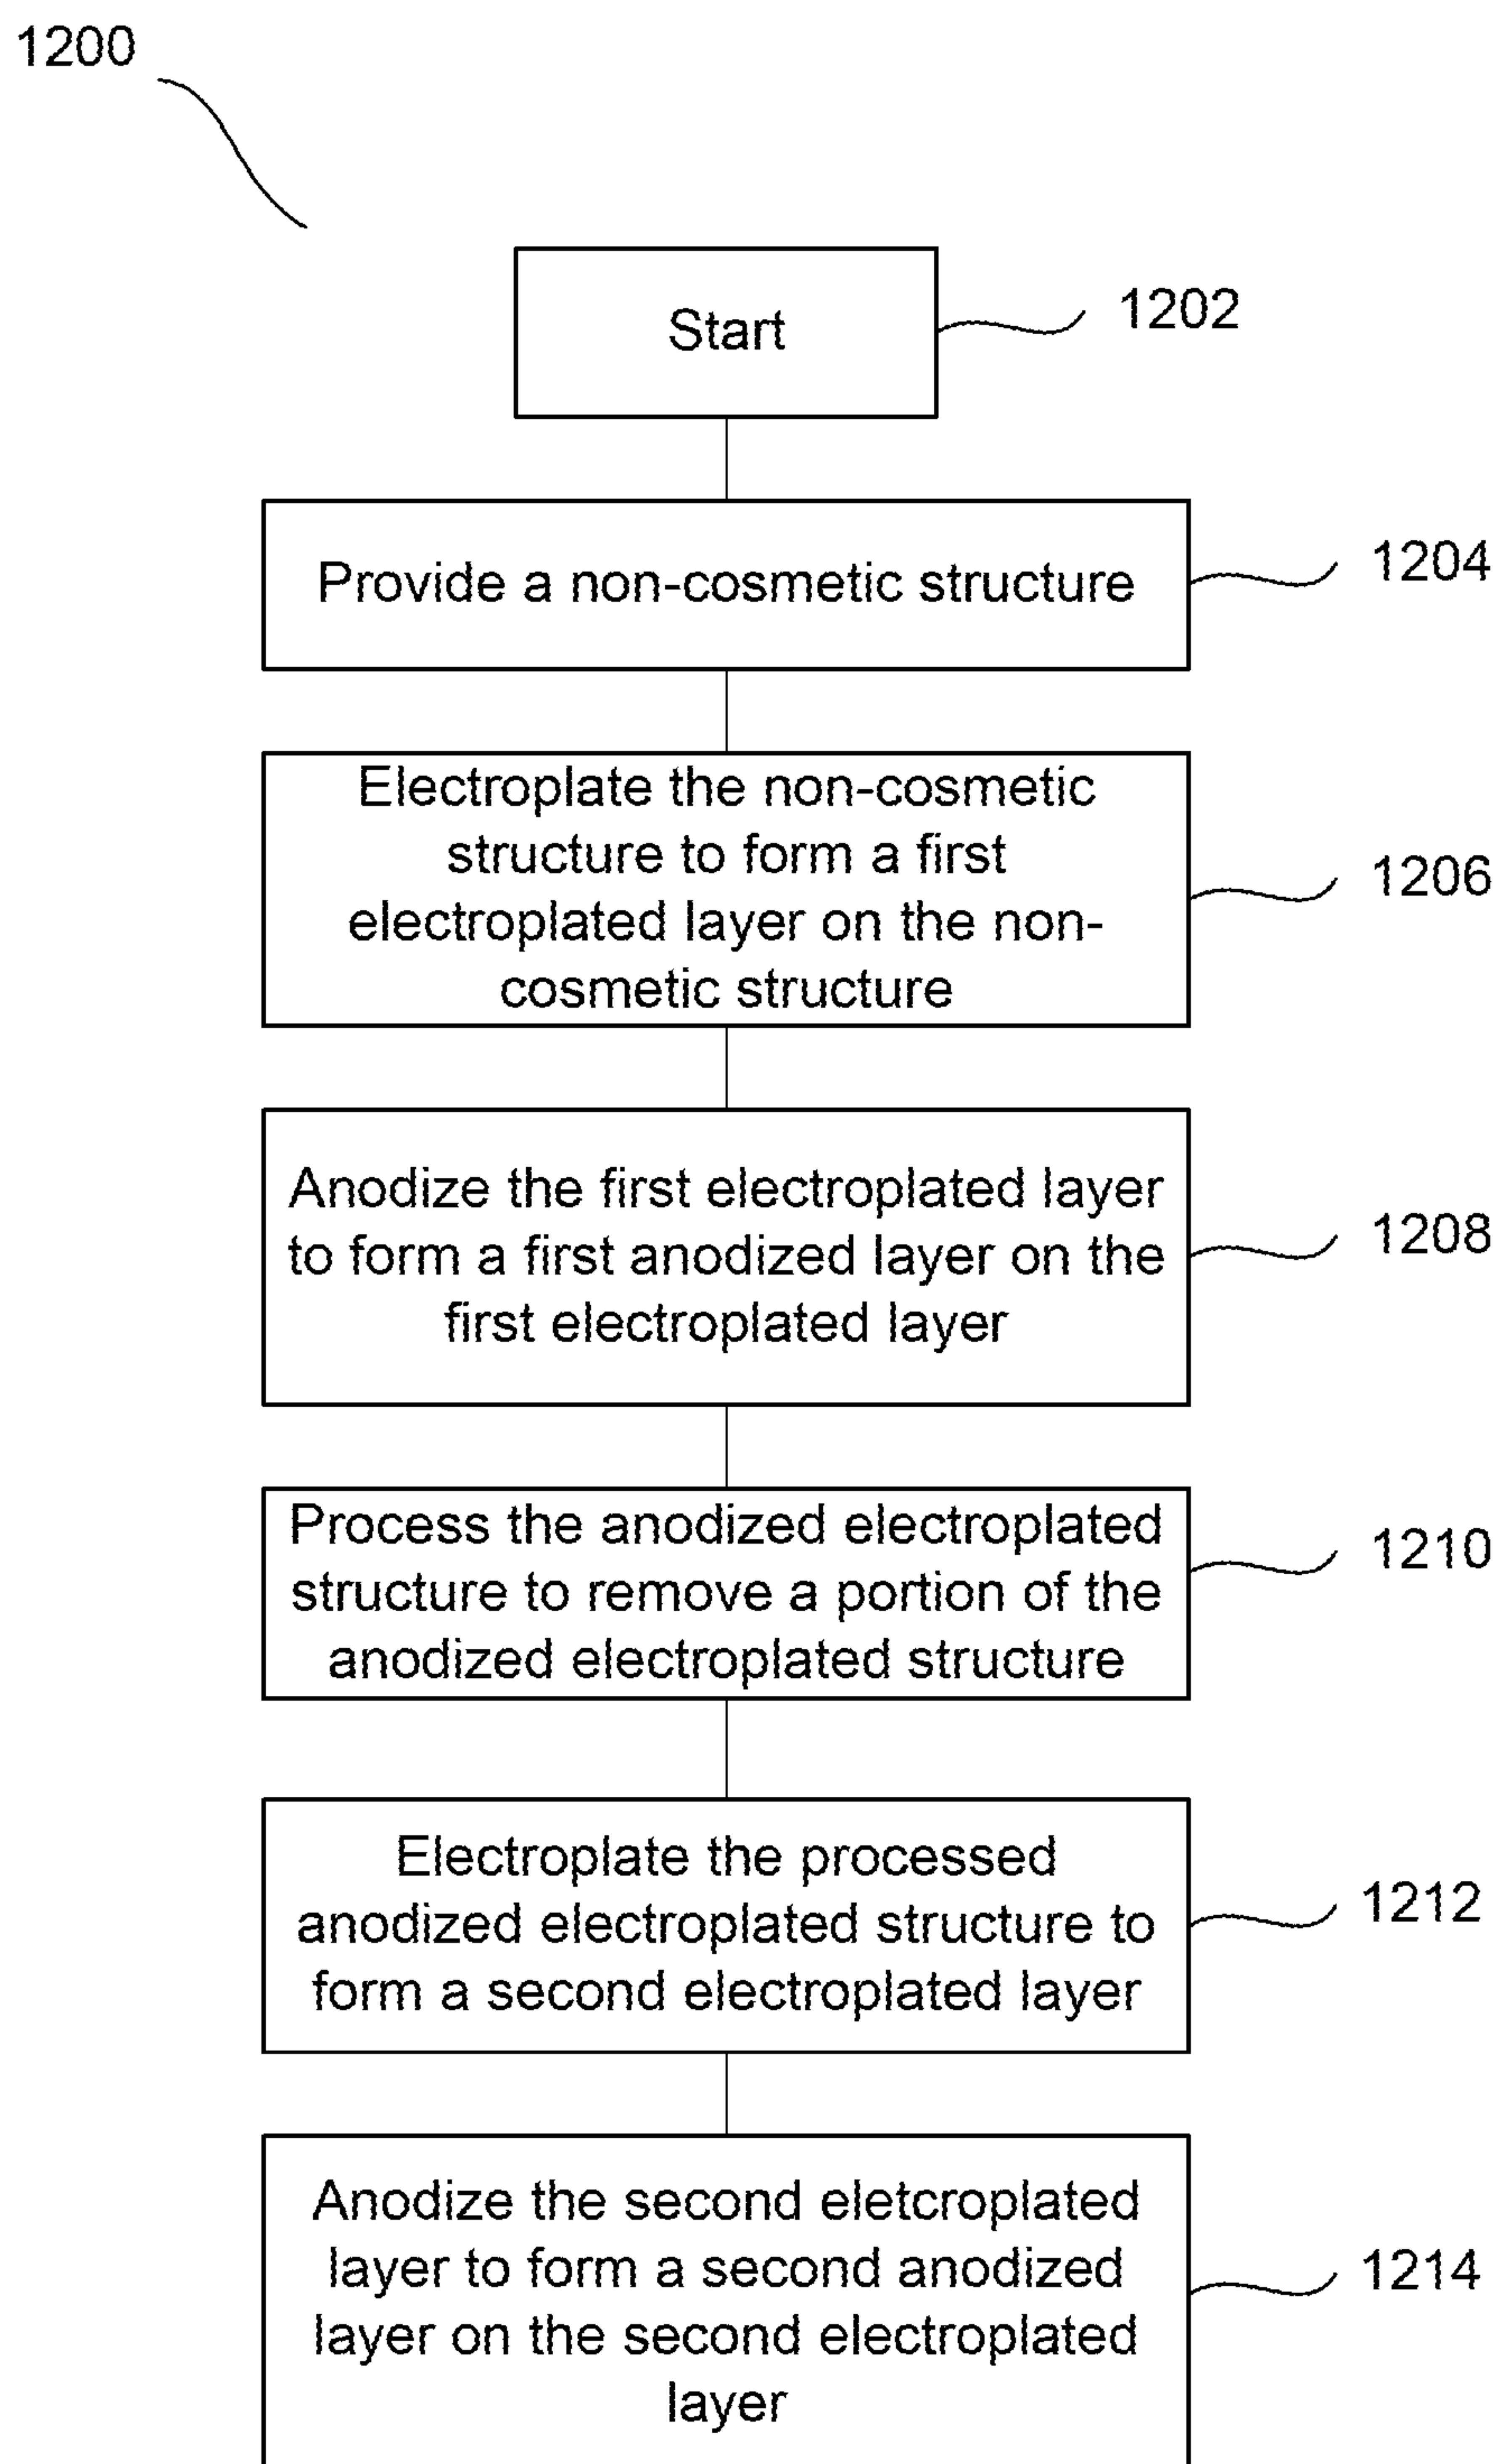 1200
Start
1202
Provide a non-cosmetic structure
1204
Electroplate the non-cosmetic
structure to form a first
electroplated layer on the non-
cosmetic structure
1206
Anodize the first electroplated layer
to form a first anodized layer on the
first electroplated layer
1208
Process the anodized electroplated
structure to remove a portion of the
anodized electroplated structure
1210
Electroplate the processed
anodized electroplated structure to
form a second electroplated layer
1212
Anodize the second eletcroplated
layer to form a second anodized
layer on the second electroplated
layer
1214